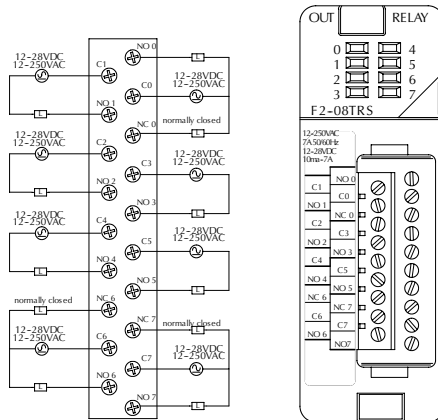 NO 0
L
12-28VDC
12-250VAC
C1
12-28VDC
12-250VAC
C0
L
NO 1
NC 0
L
normally closed
12-28VDC
12-250VAC
C2
12-28VDC
12-250VAC
C3
L
NO 2
NO 3
L
12-28VDC
12-250VAC
C4
12-28VDC
12-250VAC
C5
L
NO 4
NO 5
L
normally closed
L
NC 6
NC 7
L
normally closed
12-28VDC
12-250VAC
C6
12-28VDC
12-250VAC
C7
L
NO 6
NO 7
L
OUT RELAY
0 4
1 5
2 6
3 7
F2-08TRS
12-250VAC
7A 50/60Hz
12-28VDC
10ma-7A
NO 0
C1
C0
NO 1
NC 0
C2
C3
NO 2
NO 3
C4
C5
NO 4
NO 5
NC 6
NC 7
C6
C7
NO 6
NO7